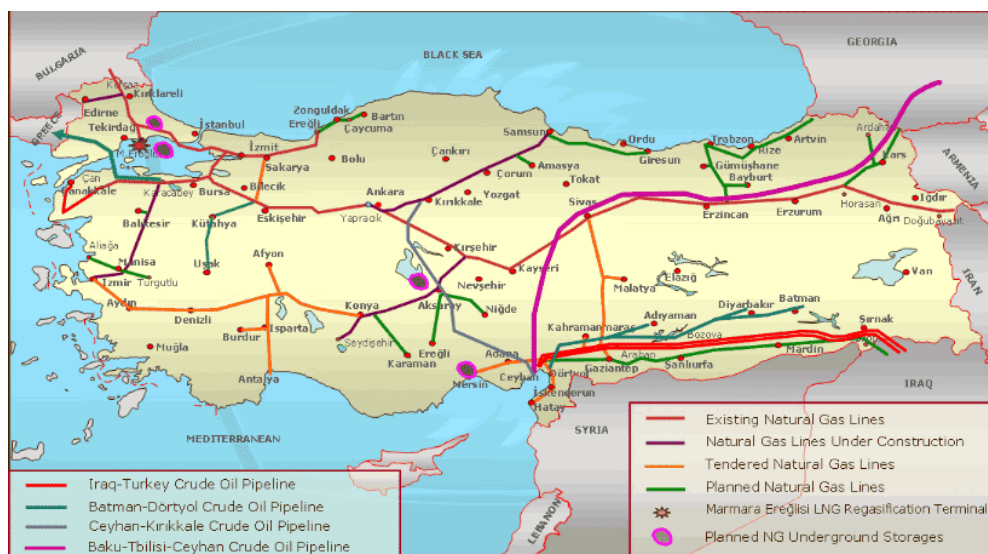 BLACK SEA
GEORGIA
BULGARIA
GREECE
ARMENIA
IRAN
IRAQ
SYRIA
LEBANON
MEDITERRANEAN
Kırklareli
Edirne
Tekirdağ
İstanbul
M.Ereğlisi
Çan
Çanakkale
Karacabey
Bursa
İzmit
Sakarya
Bilecik
Bolu
Zonguldak
Ereğli
Bartın
Çaycuma
Çankırı
Samsun
Ordu
Giresun
Amasya
Çorum
Tokat
Trabzon
Rize
Artvin
Ardahan
Kars
Gümüşhane
Bayburt
Iğdır
Horasan
Ağrı
Doğubayazıt
Erzincan
Erzurum
Sivas
Yozgat
Kırıkkale
Ankara
Yapracık
Eskişehir
Kütahya
Balıkesir
Aliağa
Manisa
Turgutlu
Uşak
Afyon
İzmir
Aydın
Denizli
Isparta
Burdur
Muğla
Antalya
Konya
Seydişehir
Karaman
Ereğli
Aksaray
Niğde
Nevşehir
Kırşehir
Kayseri
Malatya
Elazığ
Van
Diyarbakır
Batman
Adıyaman
Bozova
Kahramanmaraş
Şırnak
Mardin
Şanlıurfa
Araban
Gaziantep
Adana
Ceyhan
Mersin
Dörtyol
İskenderun
Hatay
Iraq-Turkey Crude Oil Pipeline
Batman-Dörtyol Crude Oil Pipeline
Ceyhan-Kırıkkale Crude Oil Pipeline
Baku-Tbilisi-Ceyhan Crude Oil Pipeline
Existing Natural Gas Lines
Natural Gas Lines Under Construction
Tendered Natural Gas Lines
Planned Natural Gas Lines
Marmara Ereğlisi LNG Regasification Terminal
Planned NG Underground Storages